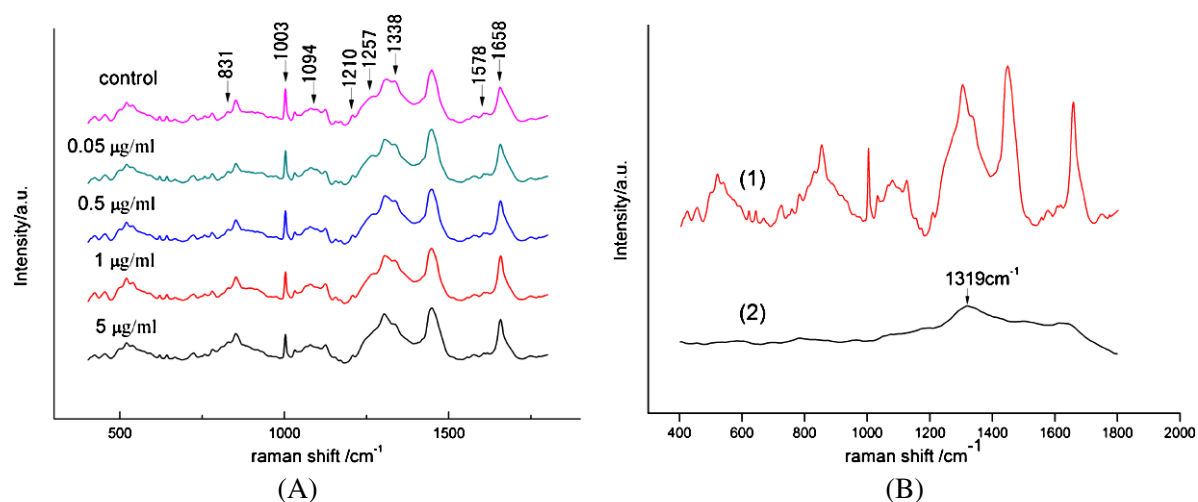 831
1003
1094
1210
1257
1338
1578
1658
control
0.05 μg/ml
0.5 μg/ml
1 μg/ml
5 μg/ml
Intensity/a.u.
500
1000
1500
raman shift /cm-1
(A)
(1)
1319cm-1
(2)
Intensity/a.u.
400
600
800
1000
1200
1400
1600
1800
2000
raman shift /cm-1
(B)